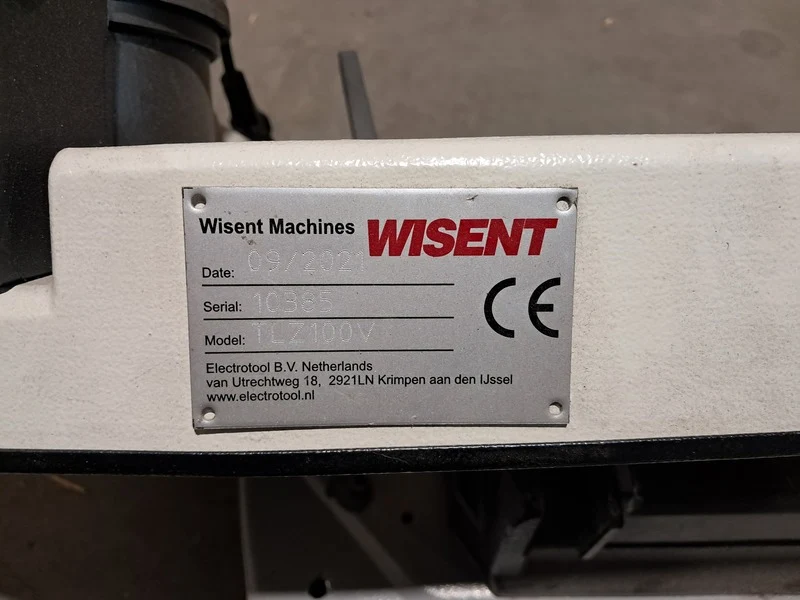 Wisent Machines WISENT
Date: 09/2021
Serial: 10385
Model: TLZ100V
CE
Electrotool B.V. Netherlands
van Utrechtweg 18, 2921LN Krimpen aan den IJssel
www.electrotool.nl